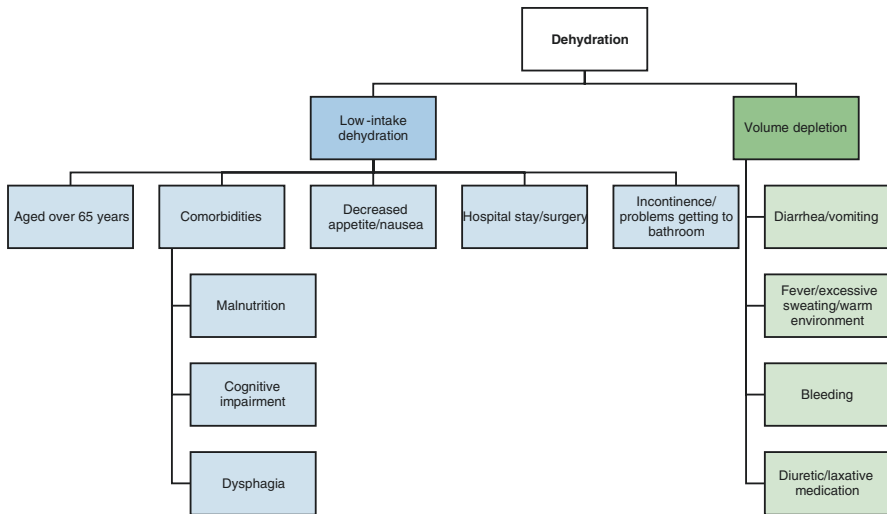 Dehydration
Low-intake
dehydration
Volume depletion
Aged over 65 years
Comorbidities
Decreased
appetite/nausea
Hospital stay/surgery
Incontinence/
problems getting to
bathroom
Diarrhea/vomiting
Malnutrition
Fever/excessive
sweating/warm
environment
Cognitive
impairment
Bleeding
Dysphagia
Diuretic/laxative
medication